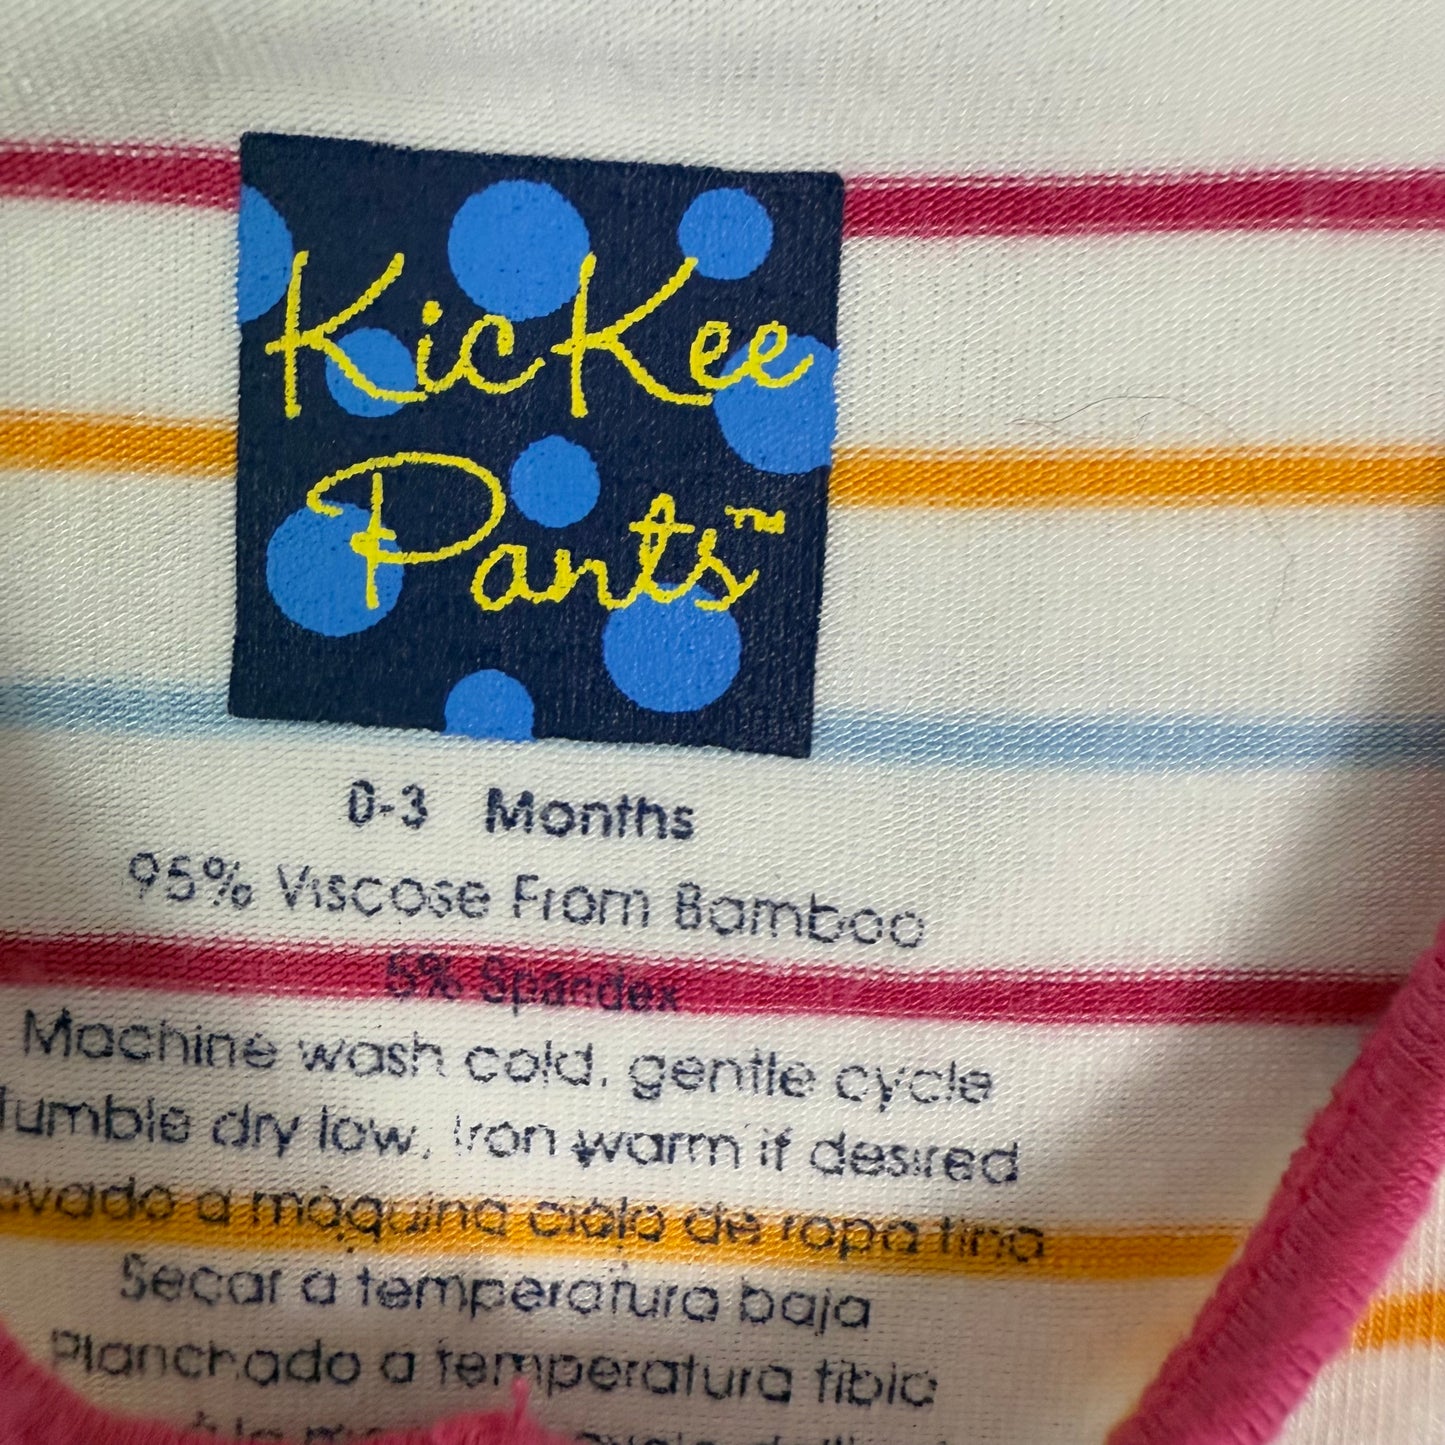 KicKee
Pants™
0-3 Months
95% Viscose From Bamboo
5% Spandex
Machine wash cold, gentle cycle
Tumble dry low, Iron warm if desired
a máquina ciclo de ropa fina
Secar a temperatura baja
Planchado a temperatura tibia